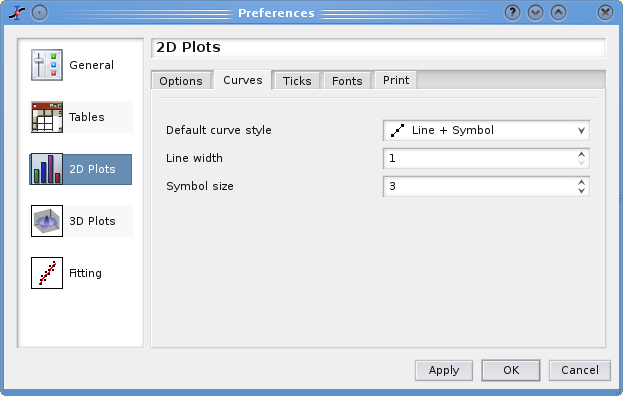 Preferences
General
Tables
2D Plots
3D Plots
Fitting
2D Plots
Options Curves Ticks Fonts Print
Default curve style Line + Symbol
Line width 1
Symbol size 3
Apply OK Cancel